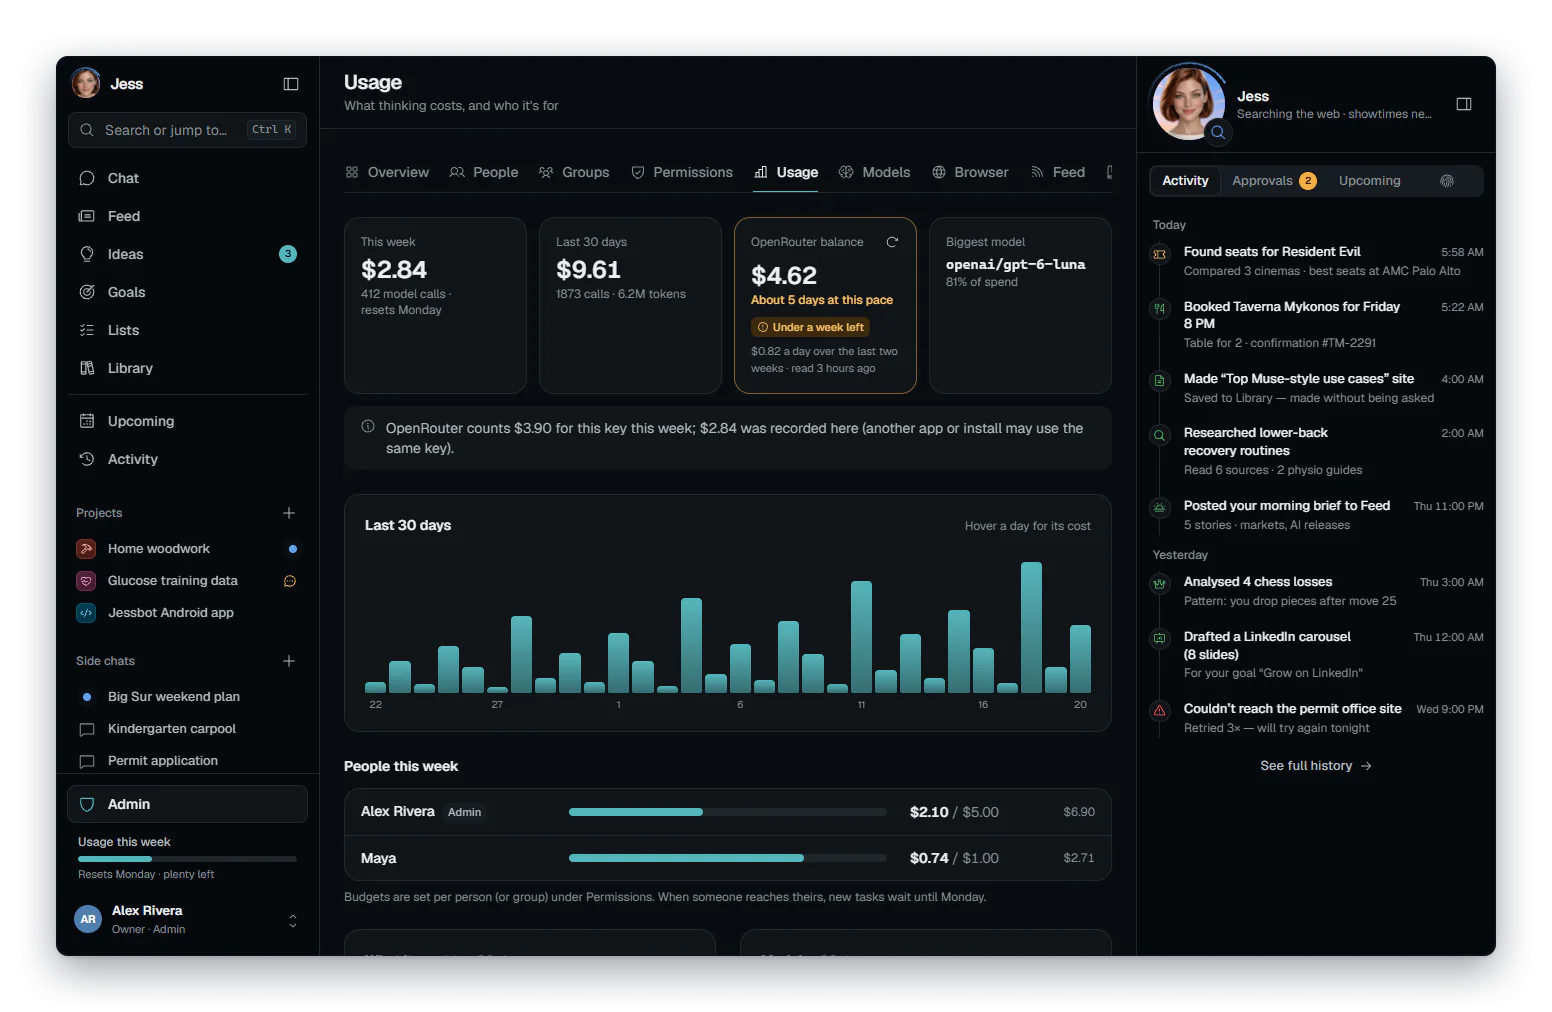 Jess
Search or jump to...
Ctrl K
Chat
Feed
Ideas
3
Goals
Lists
Library
Upcoming
Activity
Projects
Home woodwork
Glucose training data
Jessbot Android app
Side chats
Big Sur weekend plan
Kindergarten carpool
Permit application
Admin
Usage this week
Resets Monday · plenty left
AR
Alex Rivera
Owner · Admin
Usage
What thinking costs, and who it's for
Overview
People
Groups
Permissions
Usage
Models
Browser
Feed
This week
$2.84
412 model calls ·
resets Monday
Last 30 days
$9.61
1873 calls · 6.2M tokens
OpenRouter balance
$4.62
About 5 days at this pace
Under a week left
$0.82 a day over the last two
weeks · read 3 hours ago
Biggest model
openai/gpt-6-luna
81% of spend
OpenRouter counts $3.90 for this key this week; $2.84 was recorded here (another app or install may use the
same key).
Last 30 days
Hover a day for its cost
22
27
1
6
11
16
20
People this week
Alex Rivera
Admin
$2.10 / $5.00
$6.90
Maya
$0.74 / $1.00
$2.71
Budgets are set per person (or group) under Permissions. When someone reaches theirs, new tasks wait until Monday.
Jess
Searching the web · showtimes ne...
Activity
Approvals
2
Upcoming
Today
Found seats for Resident Evil
5:58 AM
Compared 3 cinemas · best seats at AMC Palo Alto
Booked Taverna Mykonos for Friday
8 PM
5:22 AM
Table for 2 · confirmation #TM-2291
Made “Top Muse-style use cases” site
4:00 AM
Saved to Library — made without being asked
Researched lower-back
recovery routines
2:00 AM
Read 6 sources · 2 physio guides
Posted your morning brief to Feed
Thu 11:00 PM
5 stories · markets, AI releases
Yesterday
Analysed 4 chess losses
Thu 3:00 AM
Pattern: you drop pieces after move 25
Drafted a LinkedIn carousel
(8 slides)
Thu 12:00 AM
For your goal “Grow on LinkedIn”
Couldn’t reach the permit office site
Wed 9:00 PM
Retried 3× — will try again tonight
See full history